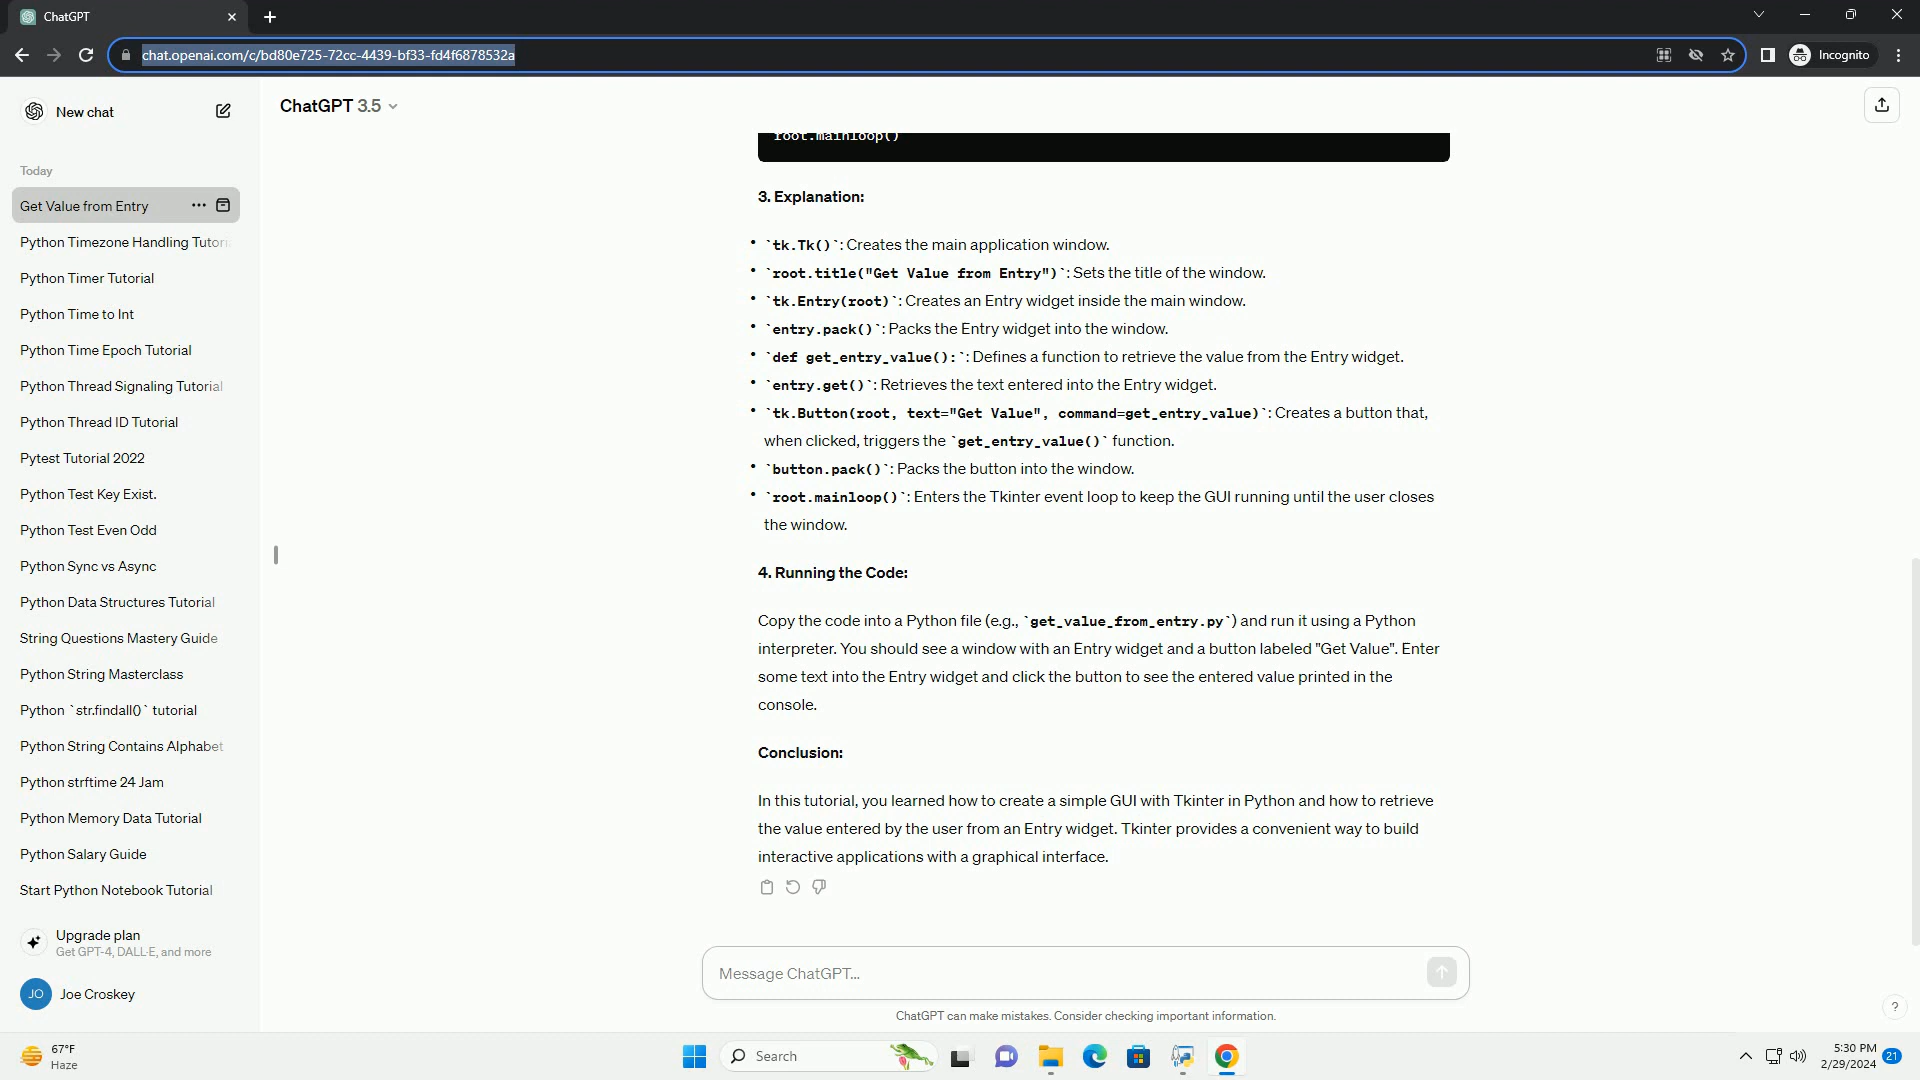 ChatGPT
chat.openai.com/c/bd80e725-72cc-4439-bf33-fd4f6878532a
Incognito
New chat
ChatGPT 3.5
Today
Get Value from Entry
Python Timezone Handling Tutori
Python Timer Tutorial
Python Time to Int
Python Time Epoch Tutorial
Python Thread Signaling Tutorial
Python Thread ID Tutorial
Pytest Tutorial 2022
Python Test Key Exist.
Python Test Even Odd
Python Sync vs Async
Python Data Structures Tutorial
String Questions Mastery Guide
Python String Masterclass
Python `str.findall()` tutorial
Python String Contains Alphabet
Python strftime 24 Jam
Python Memory Data Tutorial
Python Salary Guide
Start Python Notebook Tutorial
Upgrade plan
Get GPT-4, DALL·E, and more
JO Joe Croskey
root.mainloop()
3. Explanation:
• `tk.Tk()`: Creates the main application window.
• `root.title("Get Value from Entry")`: Sets the title of the window.
• `tk.Entry(root)`: Creates an Entry widget inside the main window.
• `entry.pack()`: Packs the Entry widget into the window.
• `def get_entry_value():`: Defines a function to retrieve the value from the Entry widget.
• `entry.get()`: Retrieves the text entered into the Entry widget.
• `tk.Button(root, text="Get Value", command=get_entry_value)`: Creates a button that,
when clicked, triggers the `get_entry_value()` function.
• `button.pack()`: Packs the button into the window.
• `root.mainloop()`: Enters the Tkinter event loop to keep the GUI running until the user closes
the window.
4. Running the Code:
Copy the code into a Python file (e.g., `get_value_from_entry.py`) and run it using a Python
interpreter. You should see a window with an Entry widget and a button labeled "Get Value". Enter
some text into the Entry widget and click the button to see the entered value printed in the
console.
Conclusion:
In this tutorial, you learned how to create a simple GUI with Tkinter in Python and how to retrieve
the value entered by the user from an Entry widget. Tkinter provides a convenient way to build
interactive applications with a graphical interface.
Message ChatGPT...
ChatGPT can make mistakes. Consider checking important information.
?
67°F
Haze
Search
5:30 PM
2/29/2024
21